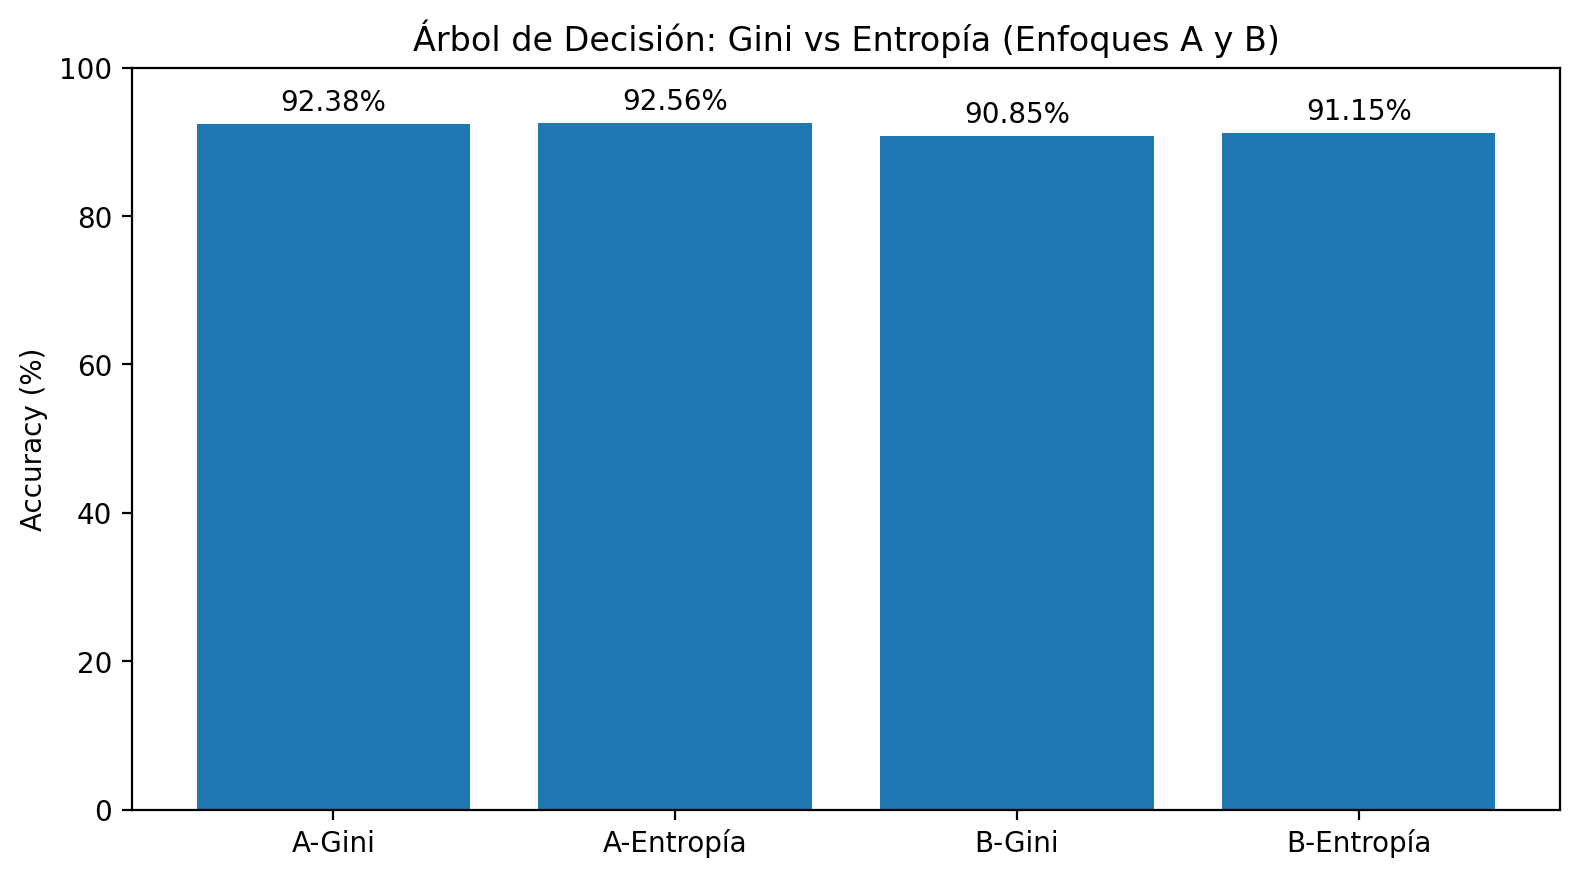 Árbol de Decisión: Gini vs Entropía (Enfoques A y B)
Accuracy (%)
100
80
60
40
20
0
92.38%
92.56%
90.85%
91.15%
A-Gini
A-Entropía
B-Gini
B-Entropía